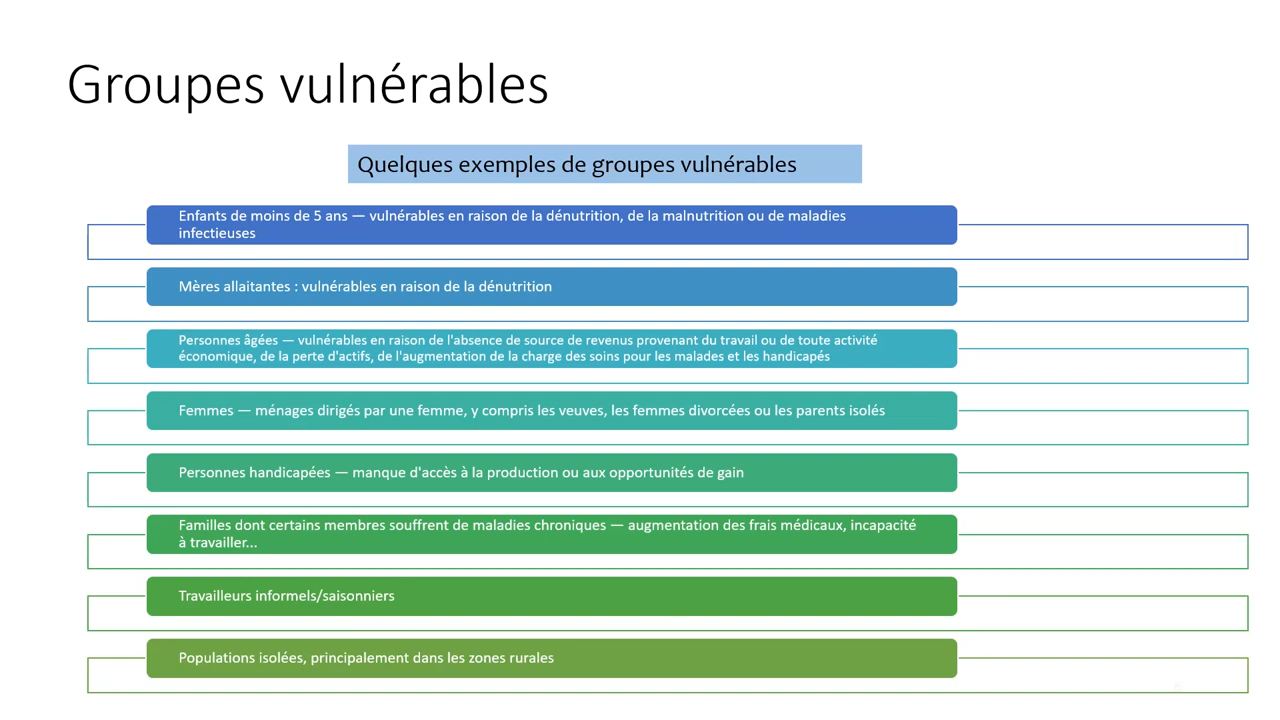 Groupes vulnérables
Quelques exemples de groupes vulnérables
Enfants de moins de 5 ans — vulnérables en raison de la dénutrition, de la malnutrition ou de maladies
infectieuses
Mères allaitantes : vulnérables en raison de la dénutrition
Personnes âgées — vulnérables en raison de l'absence de source de revenus provenant du travail ou de toute activité
économique, de la perte d'actifs, de l'augmentation de la charge des soins pour les malades et les handicapés
Femmes — ménages dirigés par une femme, y compris les veuves, les femmes divorcées ou les parents isolés
Personnes handicapées — manque d'accès à la production ou aux opportunités de gain
Familles dont certains membres souffrent de maladies chroniques — augmentation des frais médicaux, incapacité
à travailler...
Travailleurs informels/saisonniers
Populations isolées, principalement dans les zones rurales